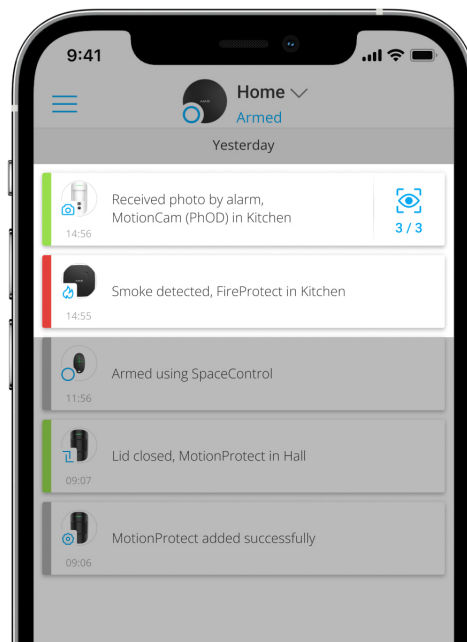 9:41
Home
Armed
Yesterday
Received photo by alarm,
MotionCam (PhOD) in Kitchen
14:56
3 / 3
Smoke detected, FireProtect in Kitchen
14:55
Armed using SpaceControl
11:56
Lid closed, MotionProtect in Hall
09:07
MotionProtect added successfully
09:06